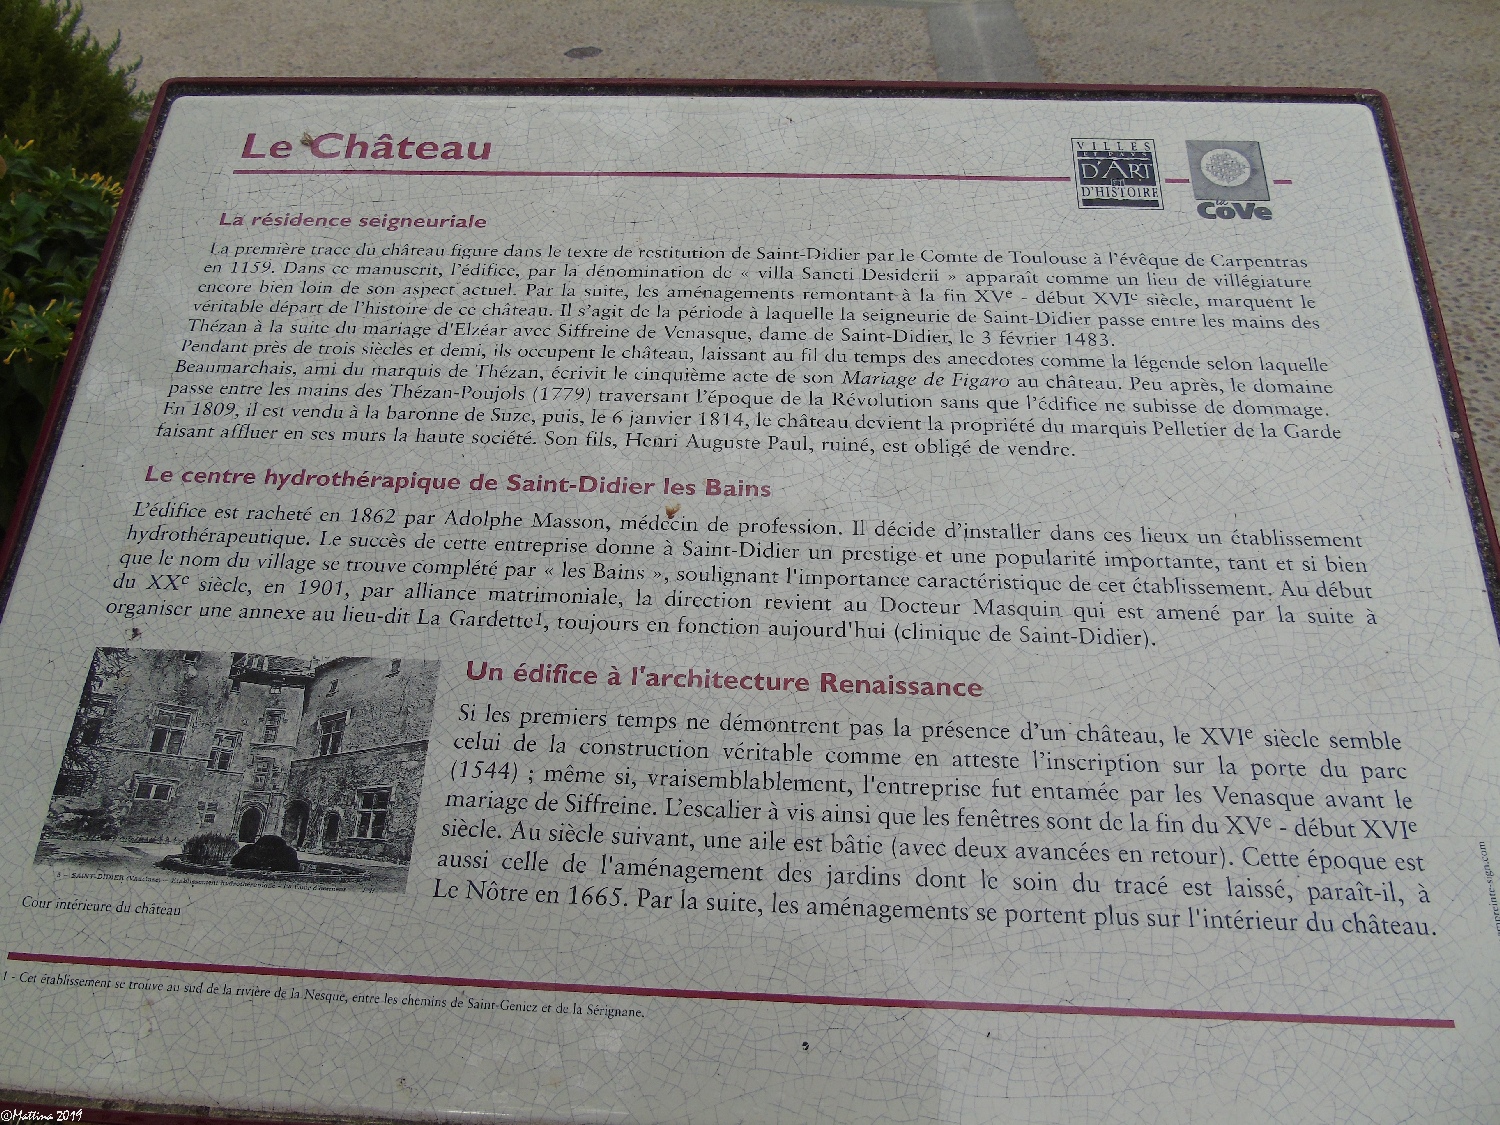 Le Château
VILLES
ET PAYS
D'ART
ET
D'HISTOIRE
la
CoVe
La résidence seigneuriale
La première trace du château figure dans le texte de restitution de Saint-Didier par le Comte de Toulouse à l'évêque de Carpentras
en 1159. Dans ce manuscrit, l'édifice, par la dénomination de « villa Sancti Desiderii » apparaît comme un lieu de villégiature
encore bien loin de son aspect actuel. Par la suite, les aménagements remontant à la fin XVe - début XVIe siècle, marquent le
véritable départ de l'histoire de ce château. Il s'agit de la période à laquelle la seigneurie de Saint-Didier passe entre les mains des
Thézan à la suite du mariage d'Elzéar avec Siffreine de Venasque, dame de Saint-Didier, le 3 février 1483.
Pendant près de trois siècles et demi, ils occupent le château, laissant au fil du temps des anecdotes comme la légende selon laquelle
Beaumarchais, ami du marquis de Thézan, écrivit le cinquième acte de son Mariage de Figaro au château. Peu après, le domaine
passe entre les mains des Thézan-Poujols (1779) traversant l'époque de la Révolution sans que l'édifice ne subisse de dommage.
En 1809, il est vendu à la baronne de Suze, puis, le 6 janvier 1814, le château devient la propriété du marquis Pelletier de la Garde
faisant affluer en ses murs la haute société. Son fils, Henri Auguste Paul, ruiné, est obligé de vendre.
Le centre hydrothérapique de Saint-Didier les Bains
L'édifice est racheté en 1862 par Adolphe Masson, médecin de profession. Il décide d'installer dans ces lieux un établissement
hydrothérapeutique. Le succès de cette entreprise donne à Saint-Didier un prestige et une popularité importante, tant et si bien
que le nom du village se trouve complété par « les Bains », soulignant l'importance caractéristique de cet établissement. Au début
du XXe siècle, en 1901, par alliance matrimoniale, la direction revient au Docteur Masquin qui est amené par la suite à
organiser une annexe au lieu-dit La Gardette1, toujours en fonction aujourd'hui (clinique de Saint-Didier).
Un édifice à l'architecture Renaissance
Si les premiers temps ne démontrent pas la présence d'un château, le XVIe siècle semble
celui de la construction véritable comme en atteste l'inscription sur la porte du parc
(1544) ; même si, vraisemblablement, l'entreprise fut entamée par les Venasque avant le
mariage de Siffreine. L'escalier à vis ainsi que les fenêtres sont de la fin du XVe - début XVIe
siècle. Au siècle suivant, une aile est bâtie (avec deux avancées en retour). Cette époque est
aussi celle de l'aménagement des jardins dont le soin du tracé est laissé, paraît-il, à
Le Nôtre en 1665. Par la suite, les aménagements se portent plus sur l'intérieur du château.
3 - SAINT-DIDIER (Vaucluse) - Etablissement hydrothérapique - La Cour d'honneur
Cour intérieure du château
1 - Cet établissement se trouve au sud de la rivière de la Nesque, entre les chemins de Saint-Geniez et de la Sérignane.
©Mattina 2019